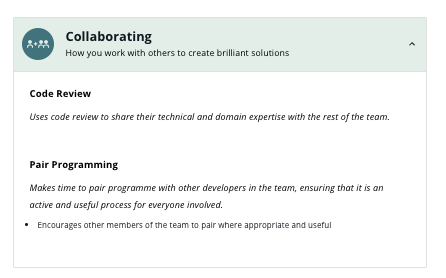 Collaborating
How you work with others to create brilliant solutions
Code Review
Uses code review to share their technical and domain expertise with the rest of the team.
Pair Programming
Makes time to pair programme with other developers in the team, ensuring that it is an
active and useful process for everyone involved.
• Encourages other members of the team to pair where appropriate and useful